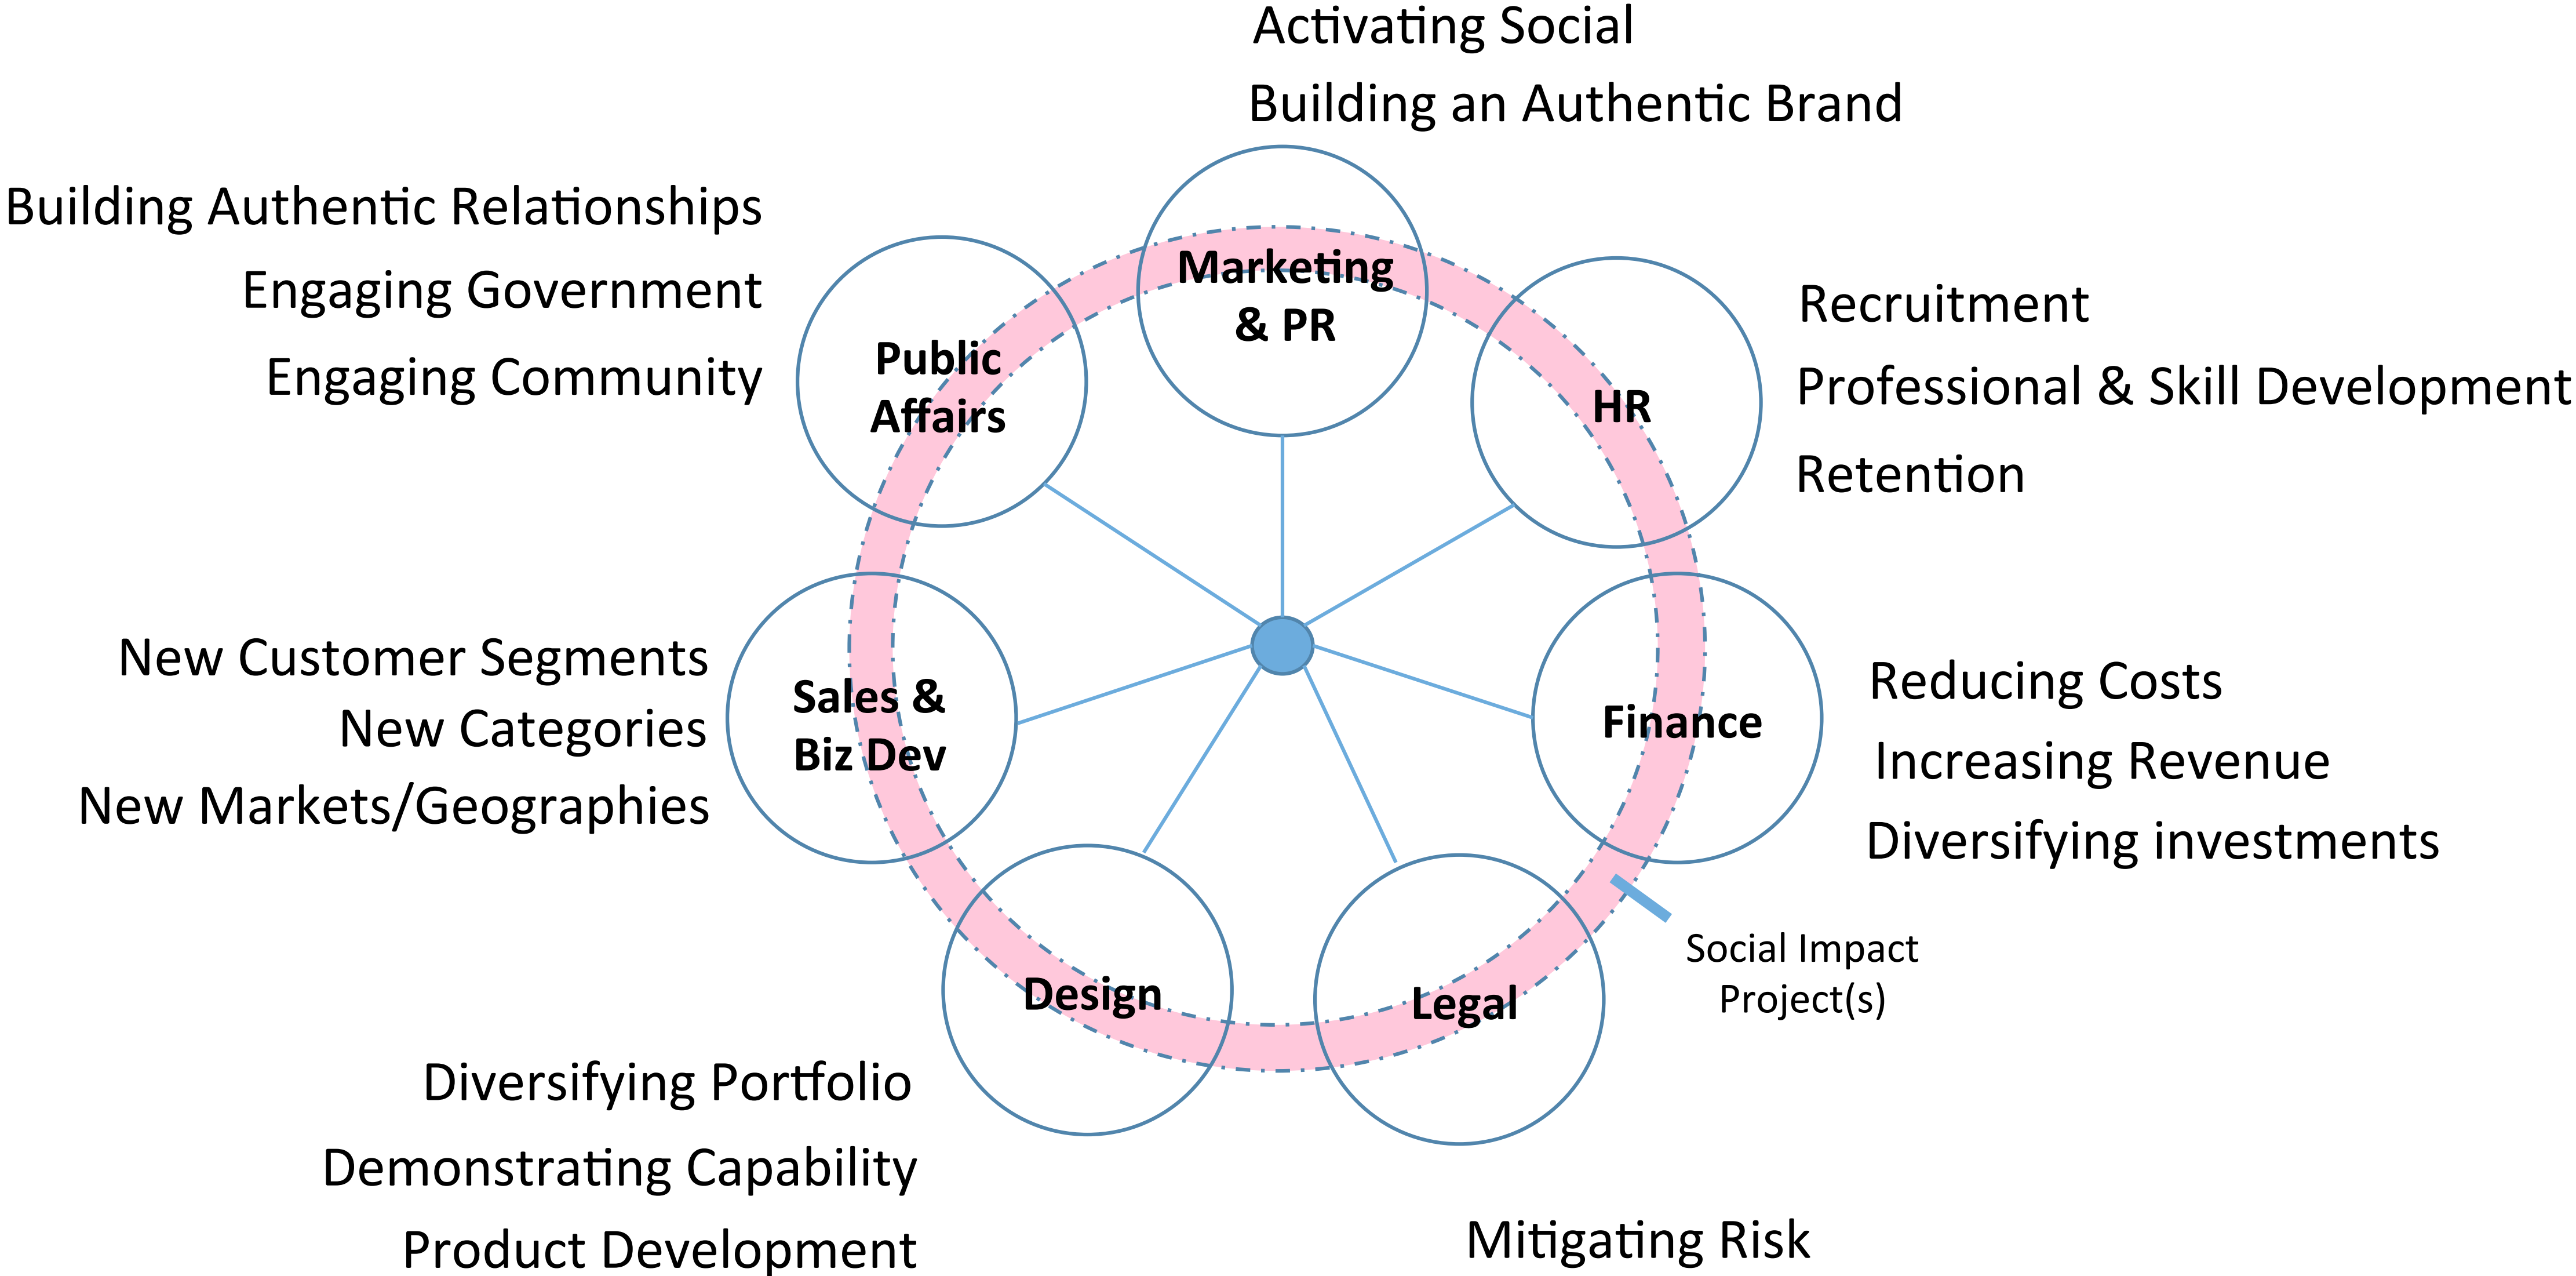 Activating Social
Building an Authentic Brand
Marketing
& PR
Building Authentic Relationships
Engaging Government
Engaging Community
Public
Affairs
HR
Recruitment
Professional & Skill Development
Retention
New Customer Segments
New Categories
New Markets/Geographies
Sales &
Biz Dev
Finance
Reducing Costs
Increasing Revenue
Diversifying investments
Social Impact
Project(s)
Design
Legal
Diversifying Portfolio
Demonstrating Capability
Product Development
Mitigating Risk